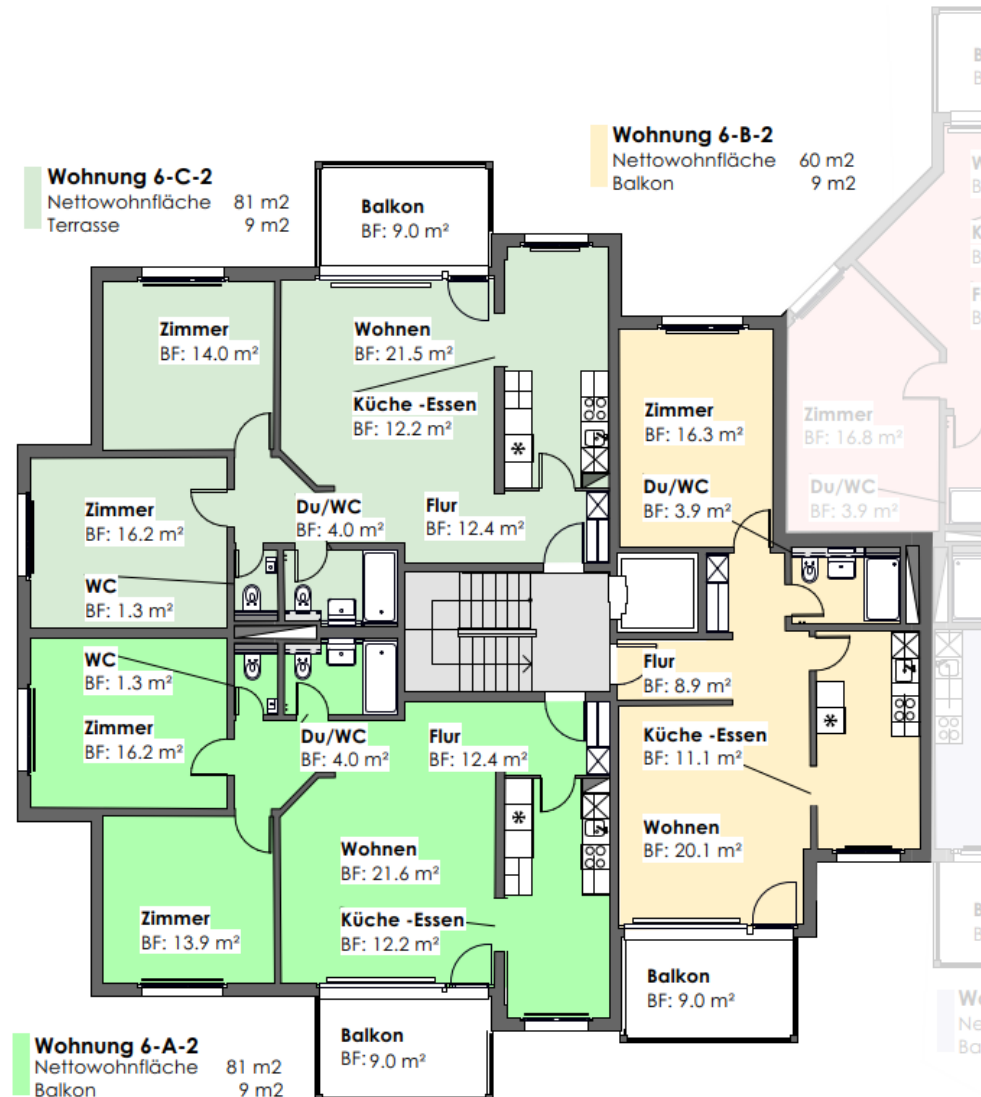 Wohnung 6-B-2
Nettowohnfläche 60 m2
Balkon 9 m2
Wohnung 6-C-2
Nettowohnfläche 81 m2
Terrasse 9 m2
Balkon
BF: 9.0 m²
Zimmer
BF: 14.0 m²
Wohnen
BF: 21.5 m²
Küche -Essen
BF: 12.2 m²
Zimmer
BF: 16.2 m²
Du/WC
BF: 4.0 m²
Flur
BF: 12.4 m²
WC
BF: 1.3 m²
Zimmer
BF: 16.3 m²
Du/WC
BF: 3.9 m²
Zimmer
BF: 16.8 m²
Du/WC
BF: 3.9 m²
WC
BF: 1.3 m²
Zimmer
BF: 16.2 m²
Du/WC
BF: 4.0 m²
Flur
BF: 12.4 m²
Flur
BF: 8.9 m²
Küche -Essen
BF: 11.1 m²
Wohnen
BF: 20.1 m²
Wohnen
BF: 21.6 m²
Küche -Essen
BF: 12.2 m²
Zimmer
BF: 13.9 m²
Balkon
BF: 9.0 m²
Balkon
BF: 9.0 m²
Wohnung 6-A-2
Nettowohnfläche 81 m2
Balkon 9 m2